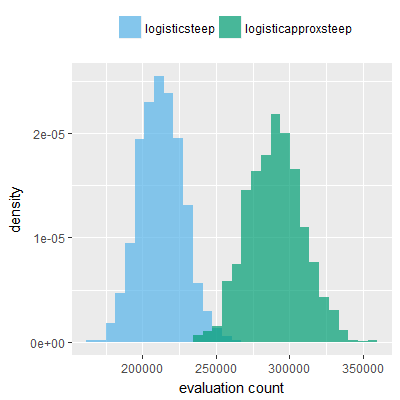 logisticsteep logisticapproxsteep
density
2e-05
1e-05
0e+00
200000 250000 300000 350000
evaluation count